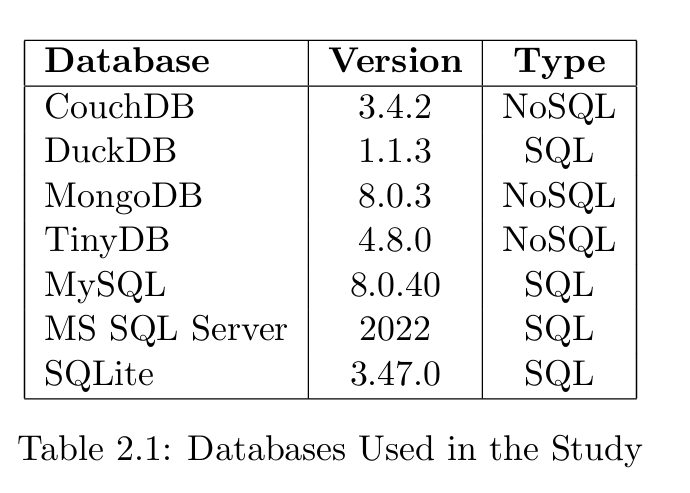 Database Version Type
CouchDB 3.4.2 NoSQL
DuckDB 1.1.3 SQL
MongoDB 8.0.3 NoSQL
TinyDB 4.8.0 NoSQL
MySQL 8.0.40 SQL
MS SQL Server 2022 SQL
SQLite 3.47.0 SQL
Table 2.1: Databases Used in the Study